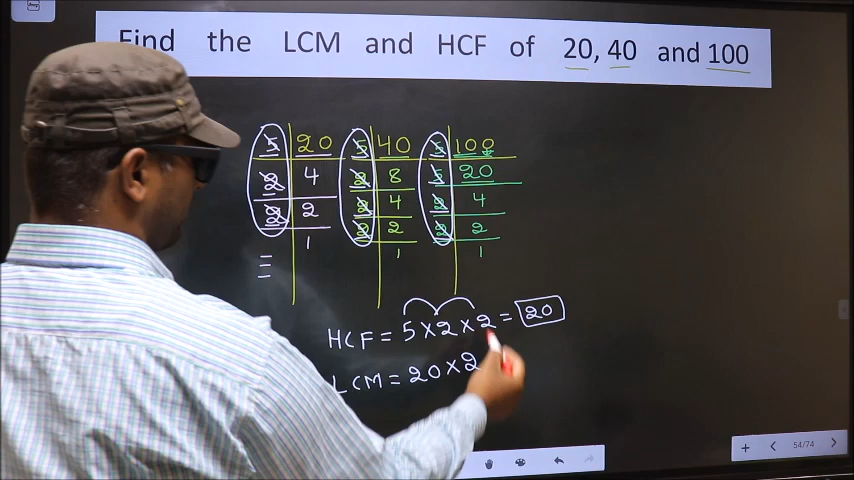 Find the LCM and HCF of 20, 40 and 100
5 20 5 40 5 100
2 4 2 8 5 20
2 2 2 4 2 4
1 2 2 2 2
1 1
HCF = 5 × 2 × 2 = 20
LCM = 20 × 2
54/74